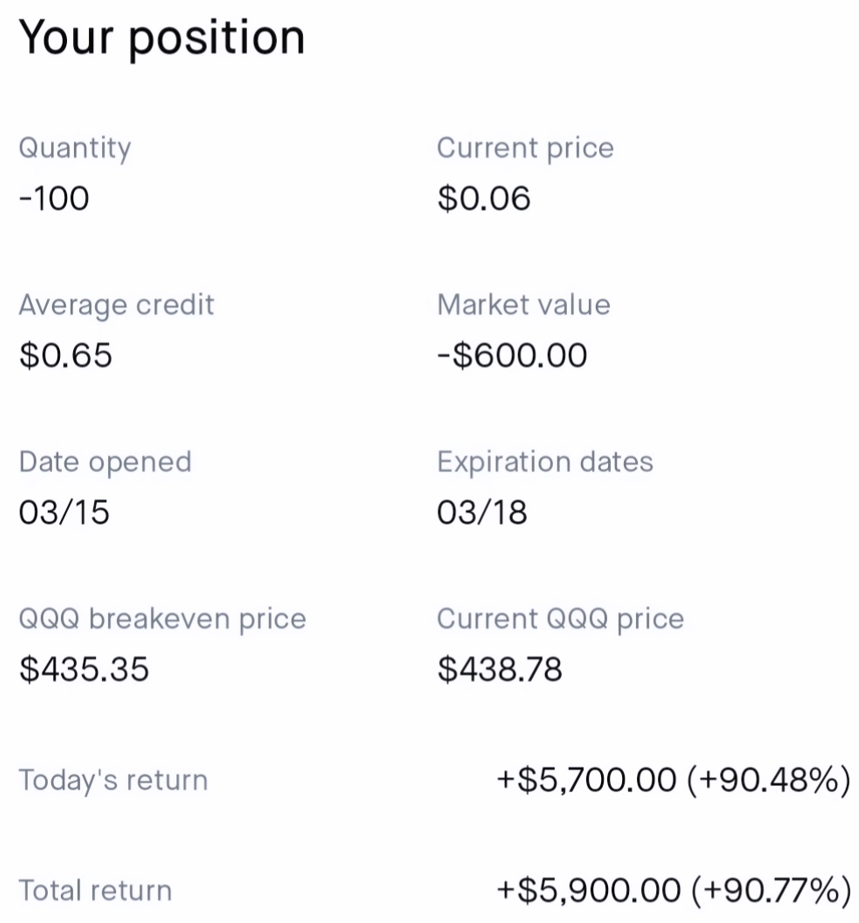 Your position
Quantity
-100
Current price
$0.06
Average credit
$0.65
Market value
-$600.00
Date opened
03/15
Expiration dates
03/18
QQQ breakeven price
$435.35
Current QQQ price
$438.78
Today's return
+$5,700.00 (+90.48%)
Total return
+$5,900.00 (+90.77%)